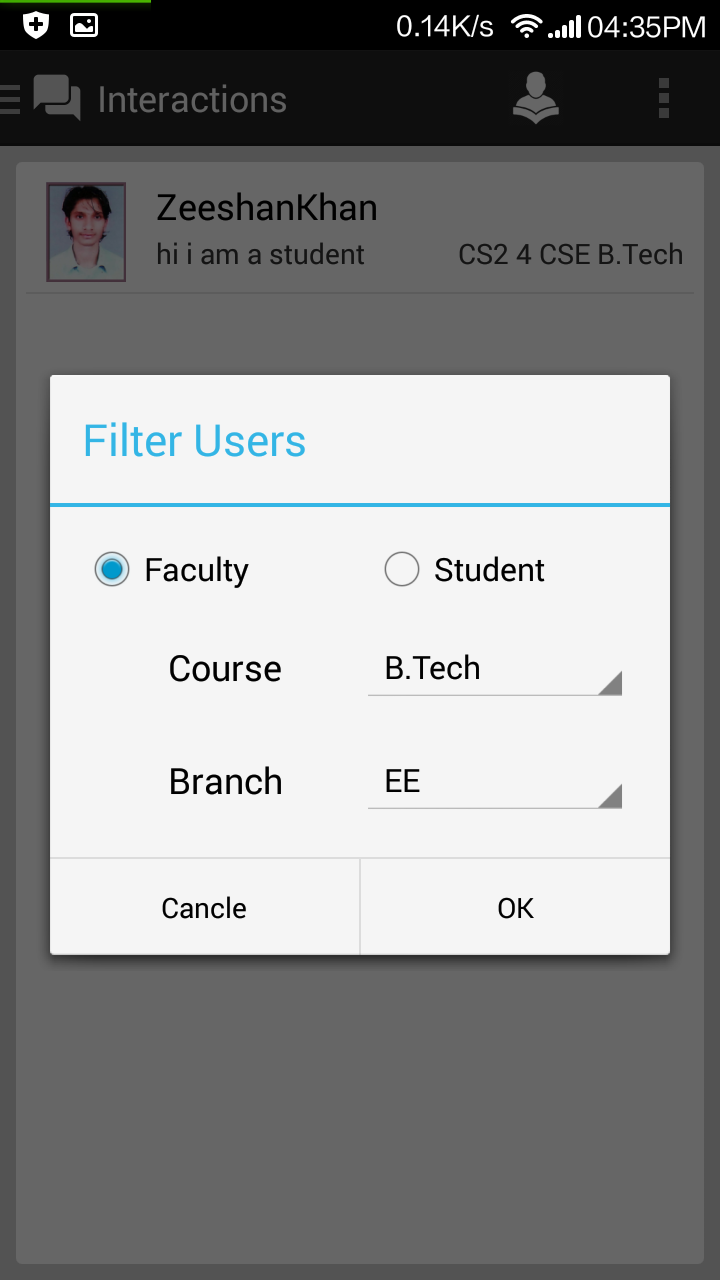 0.14K/s 04:35PM
Interactions
ZeeshanKhan
hi i am a student CS2 4 CSE B.Tech
Filter Users
Faculty Student
Course B.Tech
Branch EE
Cancle OK